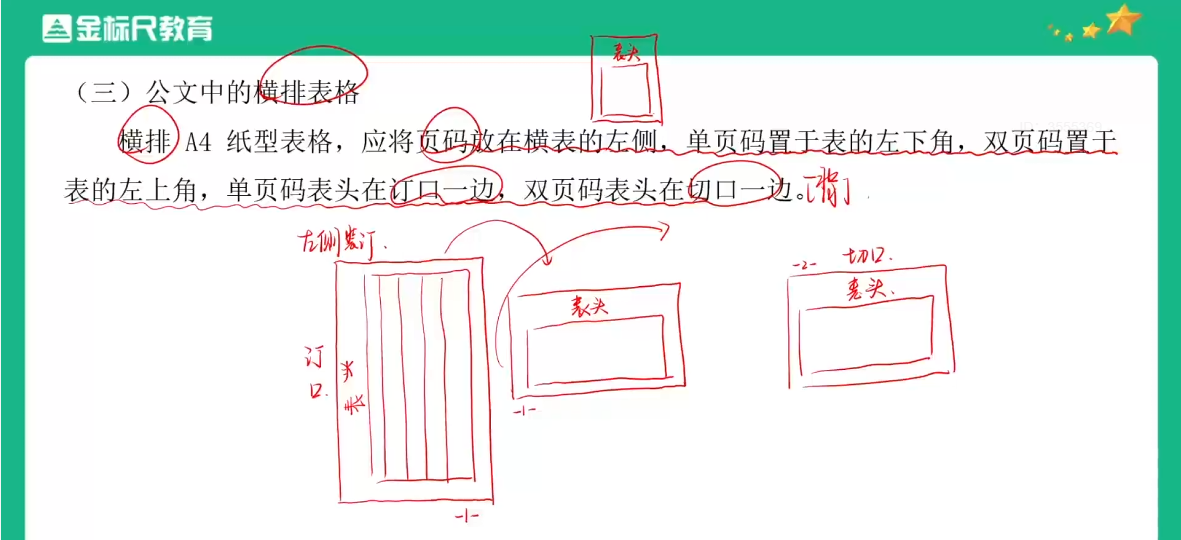 金标尺教育
表头
（三）公文中的横排表格
横排 A4 纸型表格，应将页码放在横表的左侧，单页码置于表的左下角，双页码置于
表的左上角，单页码表头在订口一边，双页码表头在切口一边。「背」
左侧装订.
-2- 切口.
表头
表头.
订
口.
表头
-1-
-1-